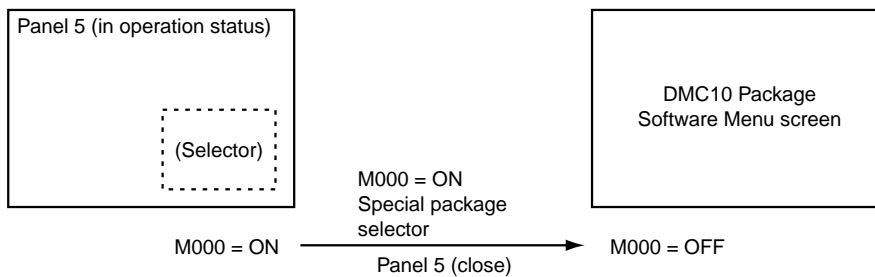 Panel 5 (in operation status)
(Selector)
DMC10 Package
Software Menu screen
M000 = ON
Special package
selector
M000 = ON
Panel 5 (close)
M000 = OFF